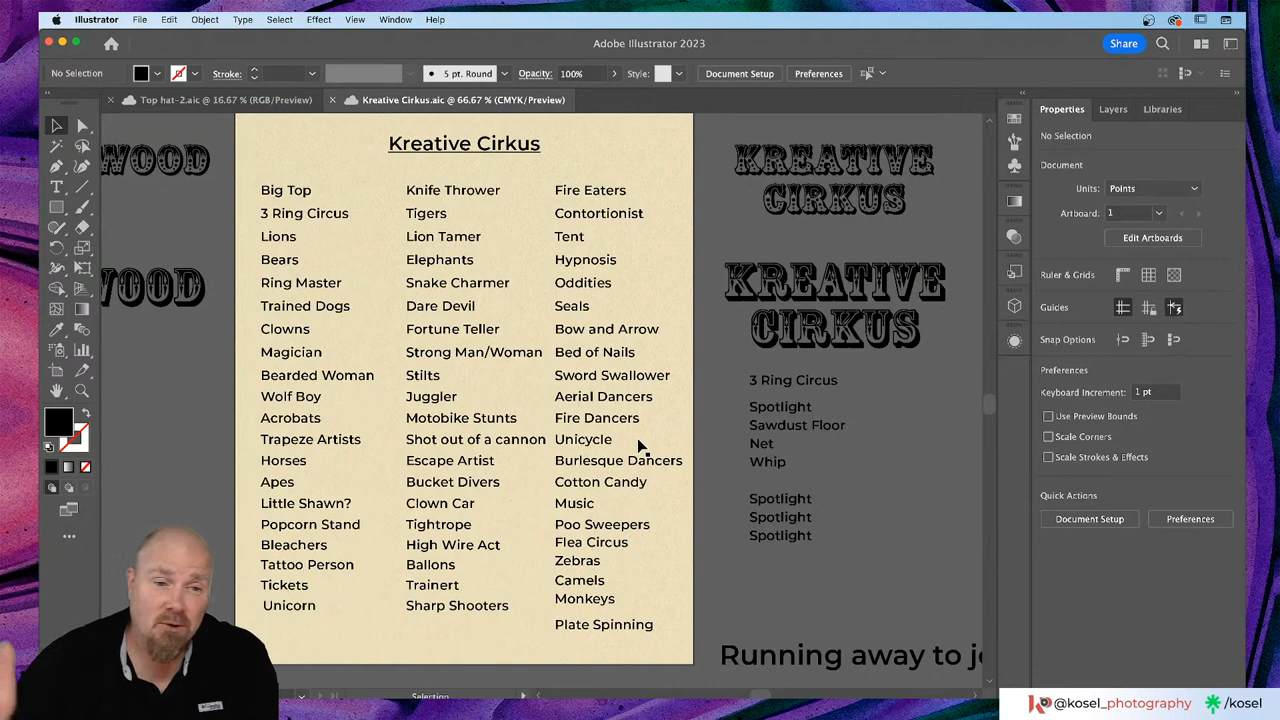 Illustrator File Edit Object Type Select Effect View Window Help
Adobe Illustrator 2023
Share
No Selection
Stroke:
5 pt. Round
Opacity: 100%
Style:
Document Setup
Preferences
Top hat-2.aic @ 16.67 % (RGB/Preview)
Kreative Cirkus.aic @ 66.67 % (CMYK/Preview)
WOOD
WOOD
Kreative Cirkus
Big Top
3 Ring Circus
Lions
Bears
Ring Master
Trained Dogs
Clowns
Magician
Bearded Woman
Wolf Boy
Acrobats
Trapeze Artists
Horses
Apes
Little Shawn?
Popcorn Stand
Bleachers
Tattoo Person
Tickets
Unicorn
Knife Thrower
Tigers
Lion Tamer
Elephants
Snake Charmer
Dare Devil
Fortune Teller
Strong Man/Woman
Stilts
Juggler
Motobike Stunts
Shot out of a cannon
Escape Artist
Bucket Divers
Clown Car
Tightrope
High Wire Act
Ballons
Trainert
Sharp Shooters
Fire Eaters
Contortionist
Tent
Hypnosis
Oddities
Seals
Bow and Arrow
Bed of Nails
Sword Swallower
Aerial Dancers
Fire Dancers
Unicycle
Burlesque Dancers
Cotton Candy
Music
Poo Sweepers
Flea Circus
Zebras
Camels
Monkeys
Plate Spinning
KREATIVE
CIRKUS
KREATIVE
CIRKUS
3 Ring Circus
Spotlight
Sawdust Floor
Net
Whip
Spotlight
Spotlight
Spotlight
Running away to j
Selection
Properties Layers Libraries
No Selection
Document
Units: Points
Artboard: 1
Edit Artboards
Ruler & Grids
Guides
Snap Options
Preferences
Keyboard Increment: 1 pt
Use Preview Bounds
Scale Corners
Scale Strokes & Effects
Quick Actions
Document Setup
Preferences
@kosel_photography
/kosel